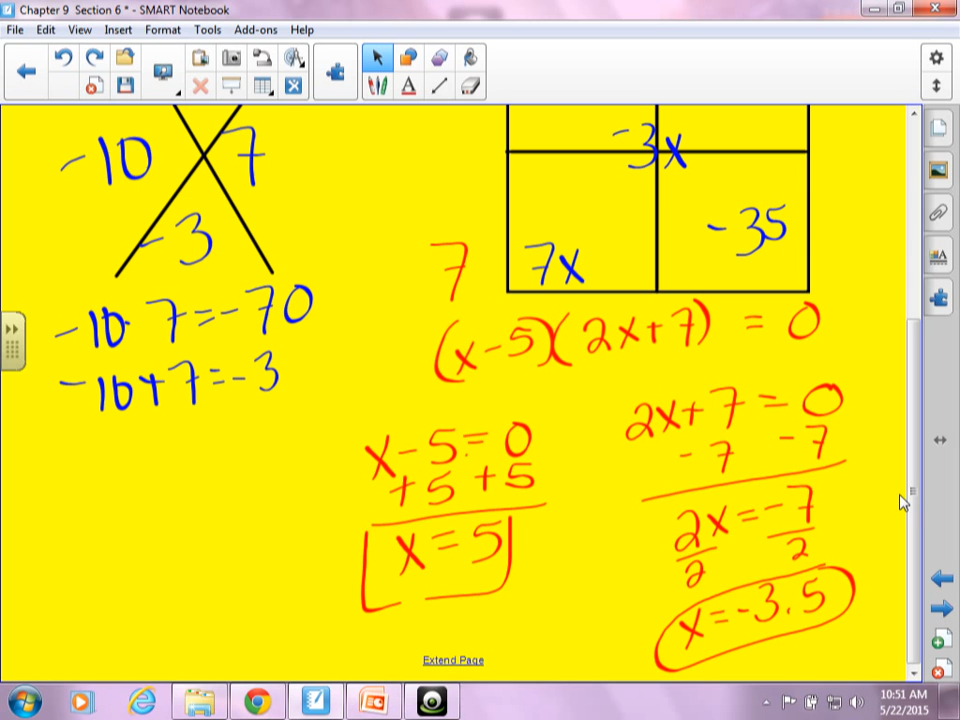 Chapter 9 Section 6 * - SMART Notebook
File Edit View Insert Format Tools Add-ons Help
-10 7
-3
-10·7=-70
-10+7=-3
-3x
7 7x -35
(x-5)(2x+7) = 0
x-5=0
+5 +5
x=5
2x+7=0
-7 -7
2x=-7
2 2
x=-3.5
Extend Page
10:51 AM
5/22/2015